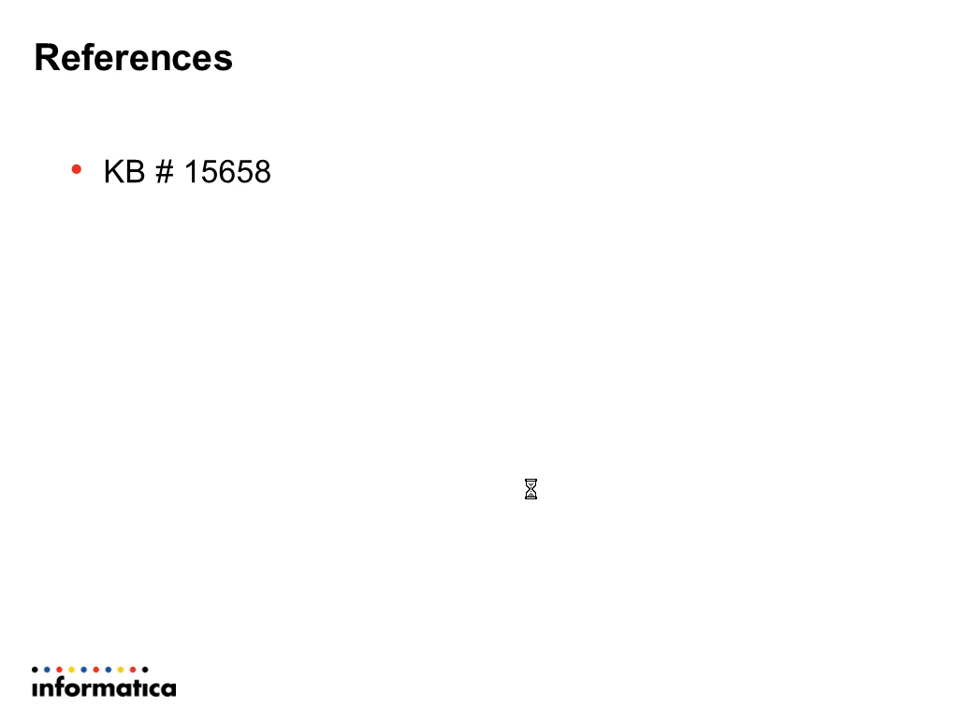 References
• KB # 15658
informatica